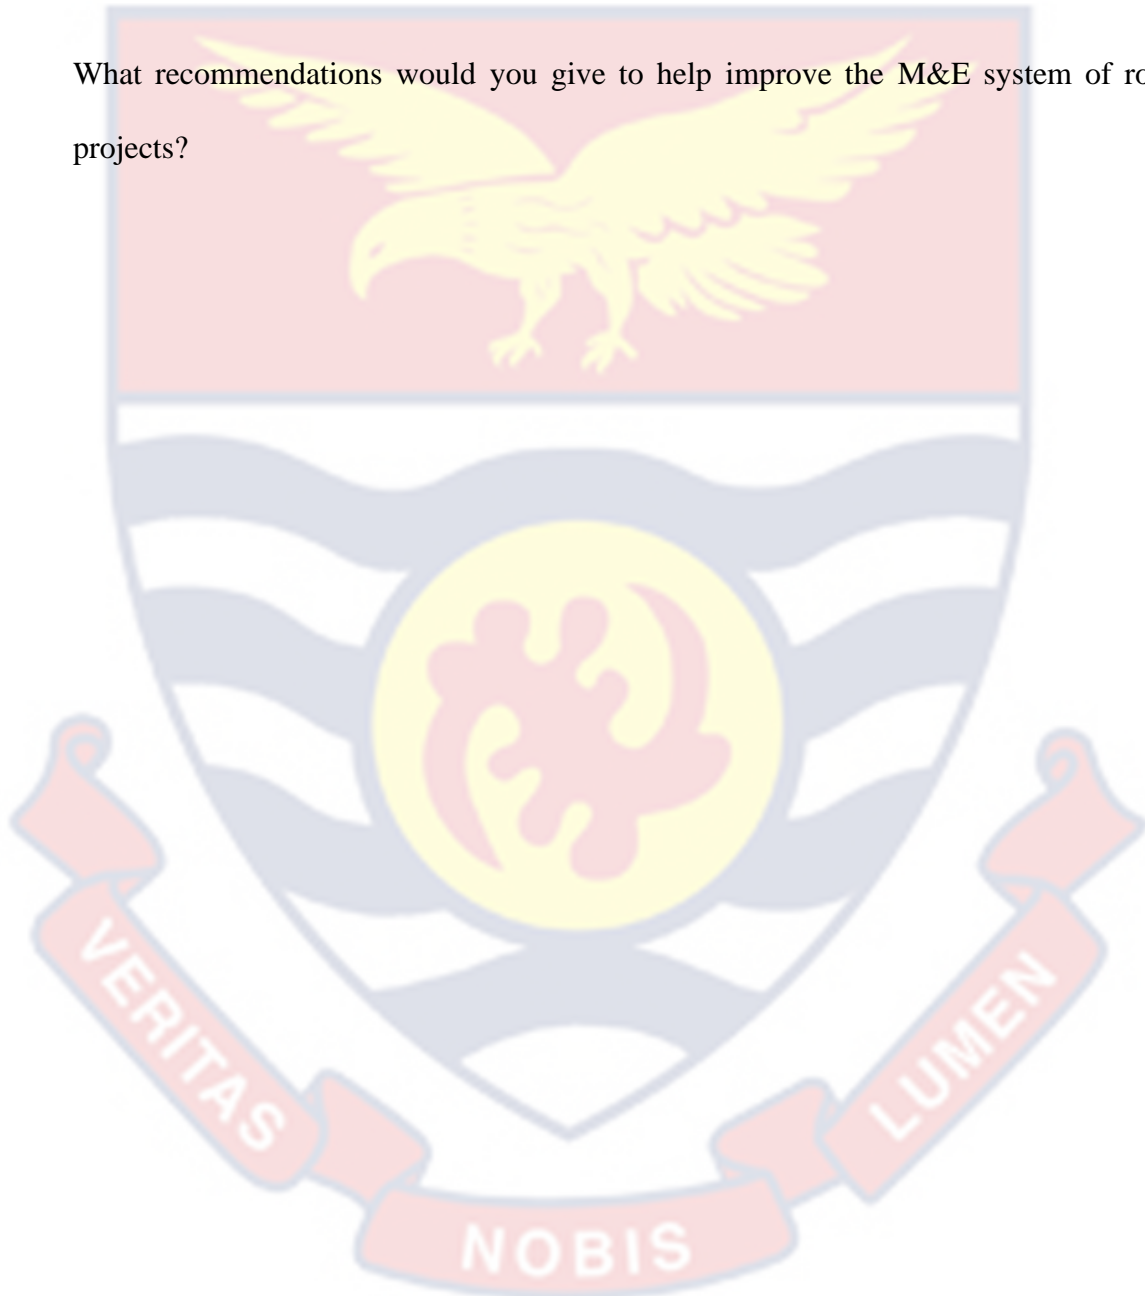 What recommendations would you give to help improve the M&E system of ro
projects?
VERITAS
NOBIS
LUMEN